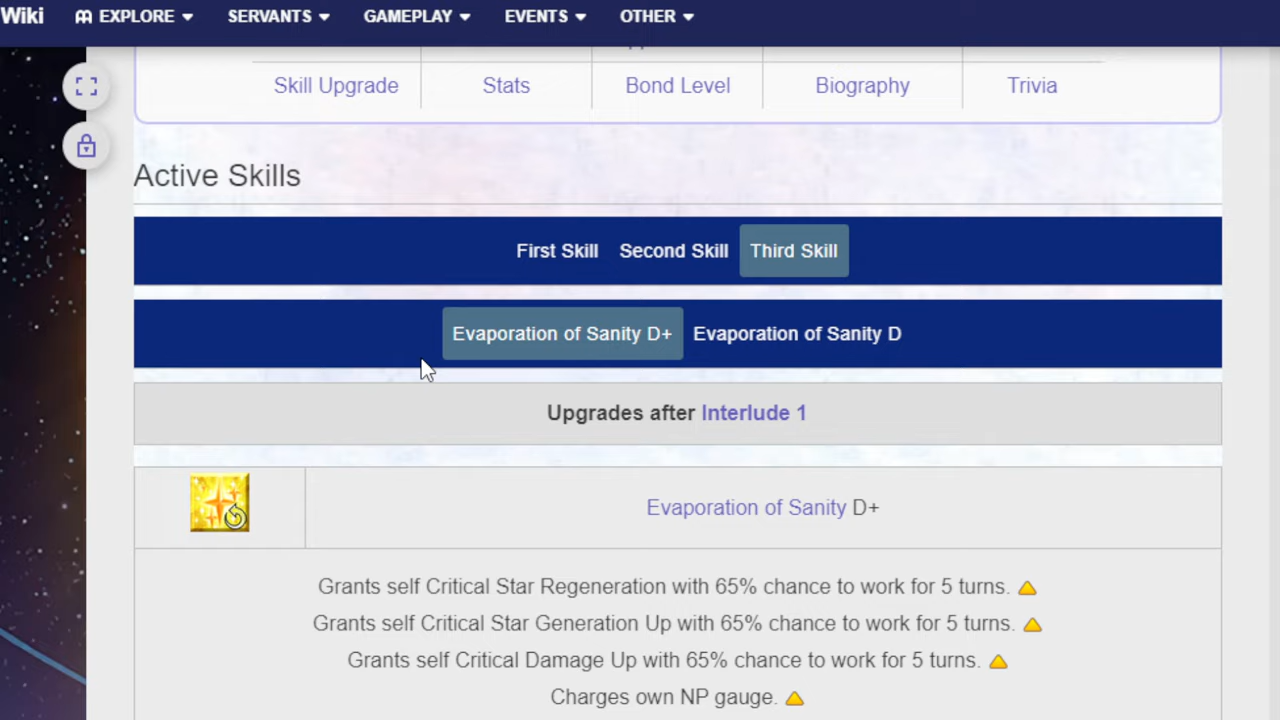 Wiki EXPLORE SERVANTS GAMEPLAY EVENTS OTHER
Skill Upgrade Stats Bond Level Biography Trivia
Active Skills
First Skill Second Skill Third Skill
Evaporation of Sanity D+ Evaporation of Sanity D
Upgrades after Interlude 1
Evaporation of Sanity D+
Grants self Critical Star Regeneration with 65% chance to work for 5 turns.
Grants self Critical Star Generation Up with 65% chance to work for 5 turns.
Grants self Critical Damage Up with 65% chance to work for 5 turns.
Charges own NP gauge.